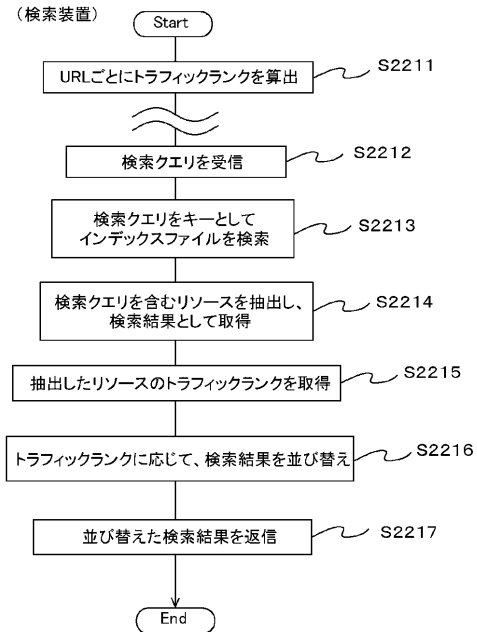 （検索装置）
Start
URLごとにトラフィックランクを算出
S2211
検索クエリを受信
S2212
検索クエリをキーとして
インデックスファイルを検索
S2213
検索クエリを含むリソースを抽出し、
検索結果として取得
S2214
抽出したリソースのトラフィックランクを取得
S2215
トラフィックランクに応じて、検索結果を並び替え
S2216
並び替えた検索結果を返信
S2217
End